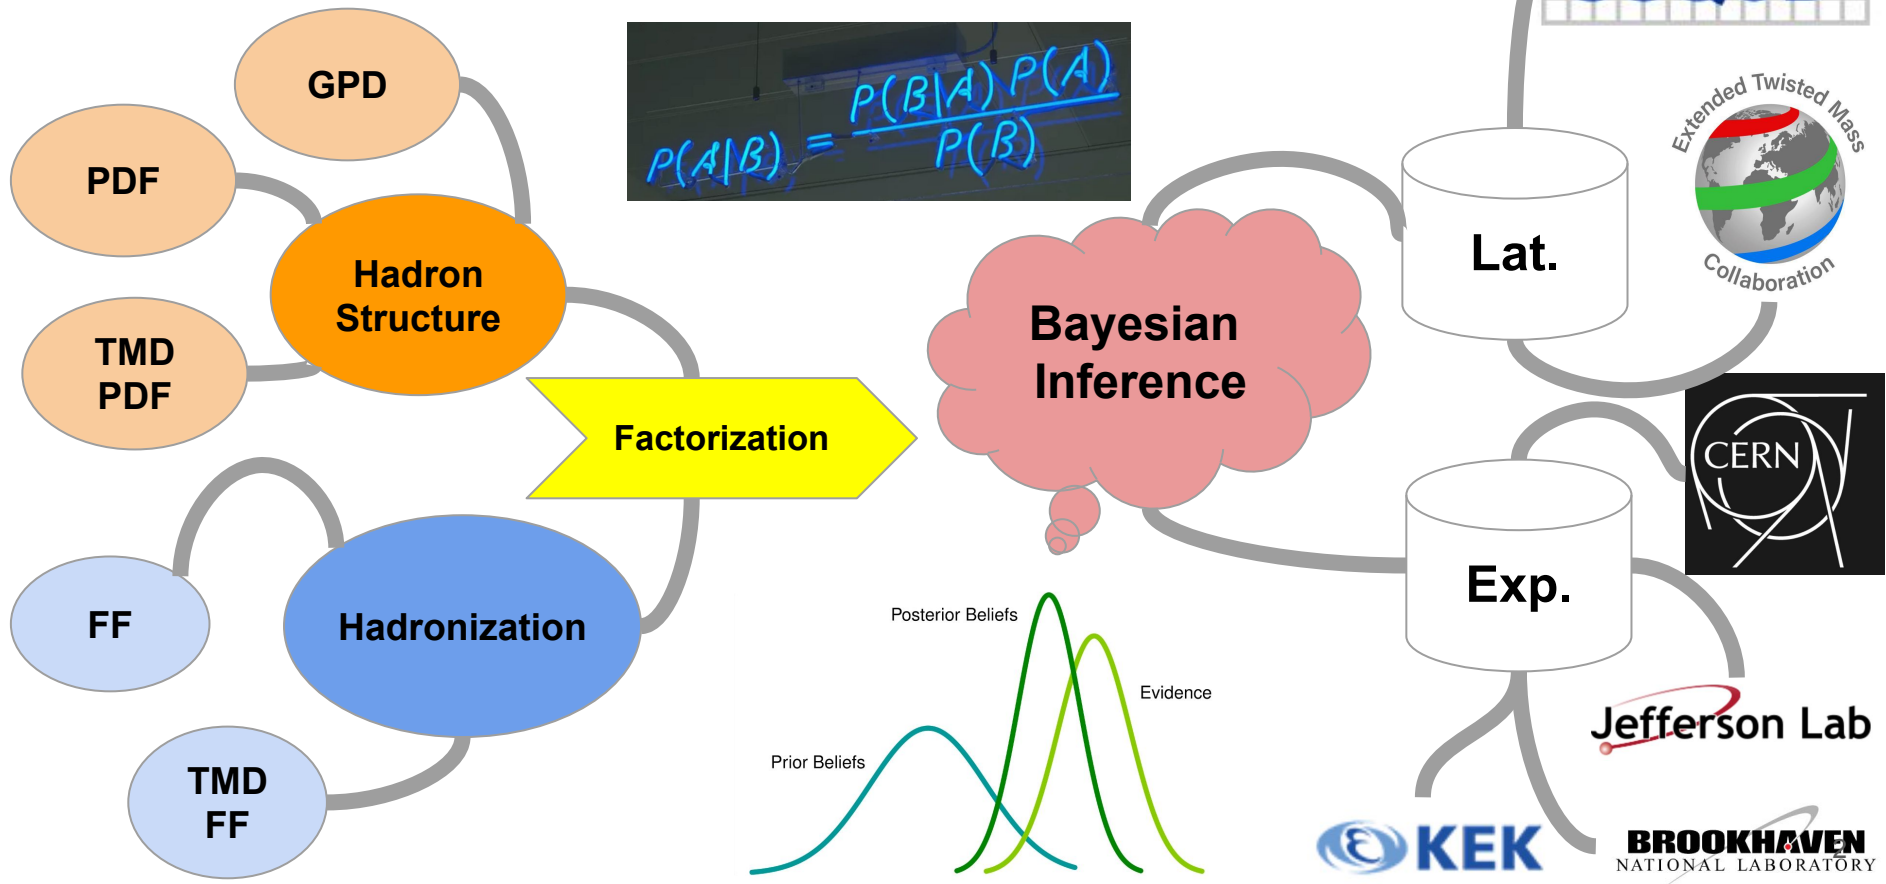 GPD
PDF
Hadron
Structure
TMD
PDF
Factorization
FF
Hadronization
TMD
FF
P(A|B) = P(B|A) P(A)
P(B)
Bayesian
Inference
Posterior Beliefs
Evidence
Prior Beliefs
Lat.
Extended Twisted Mass
Collaboration
CERN
Exp.
Jefferson Lab
KEK
BROOKHAVEN
NATIONAL LABORATORY
2